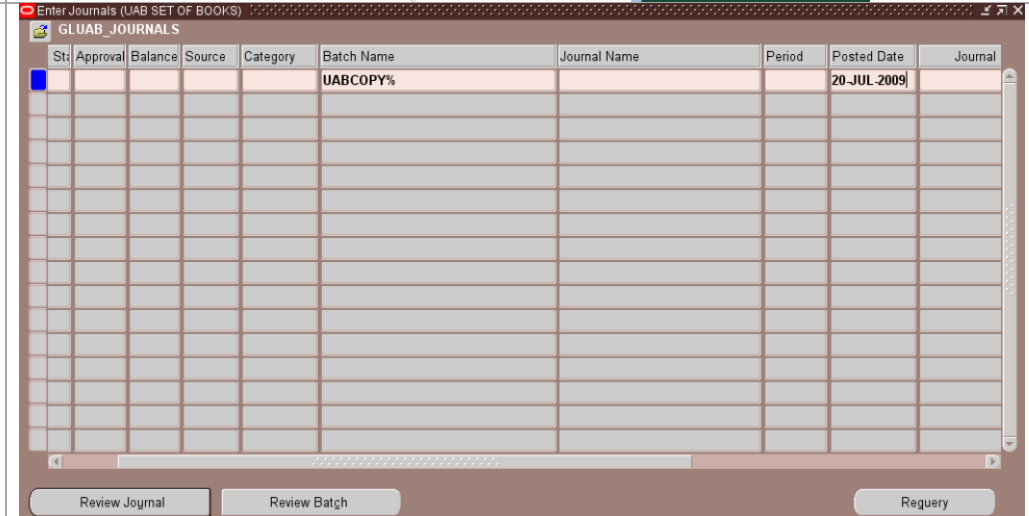 Enter Journals (UAB SET OF BOOKS)
GLUAB_JOURNALS
Sta Approval Balance Source Category Batch Name Journal Name Period Posted Date Journal
UABCOPY% 20-JUL-2009
Review Journal Review Batch Requery